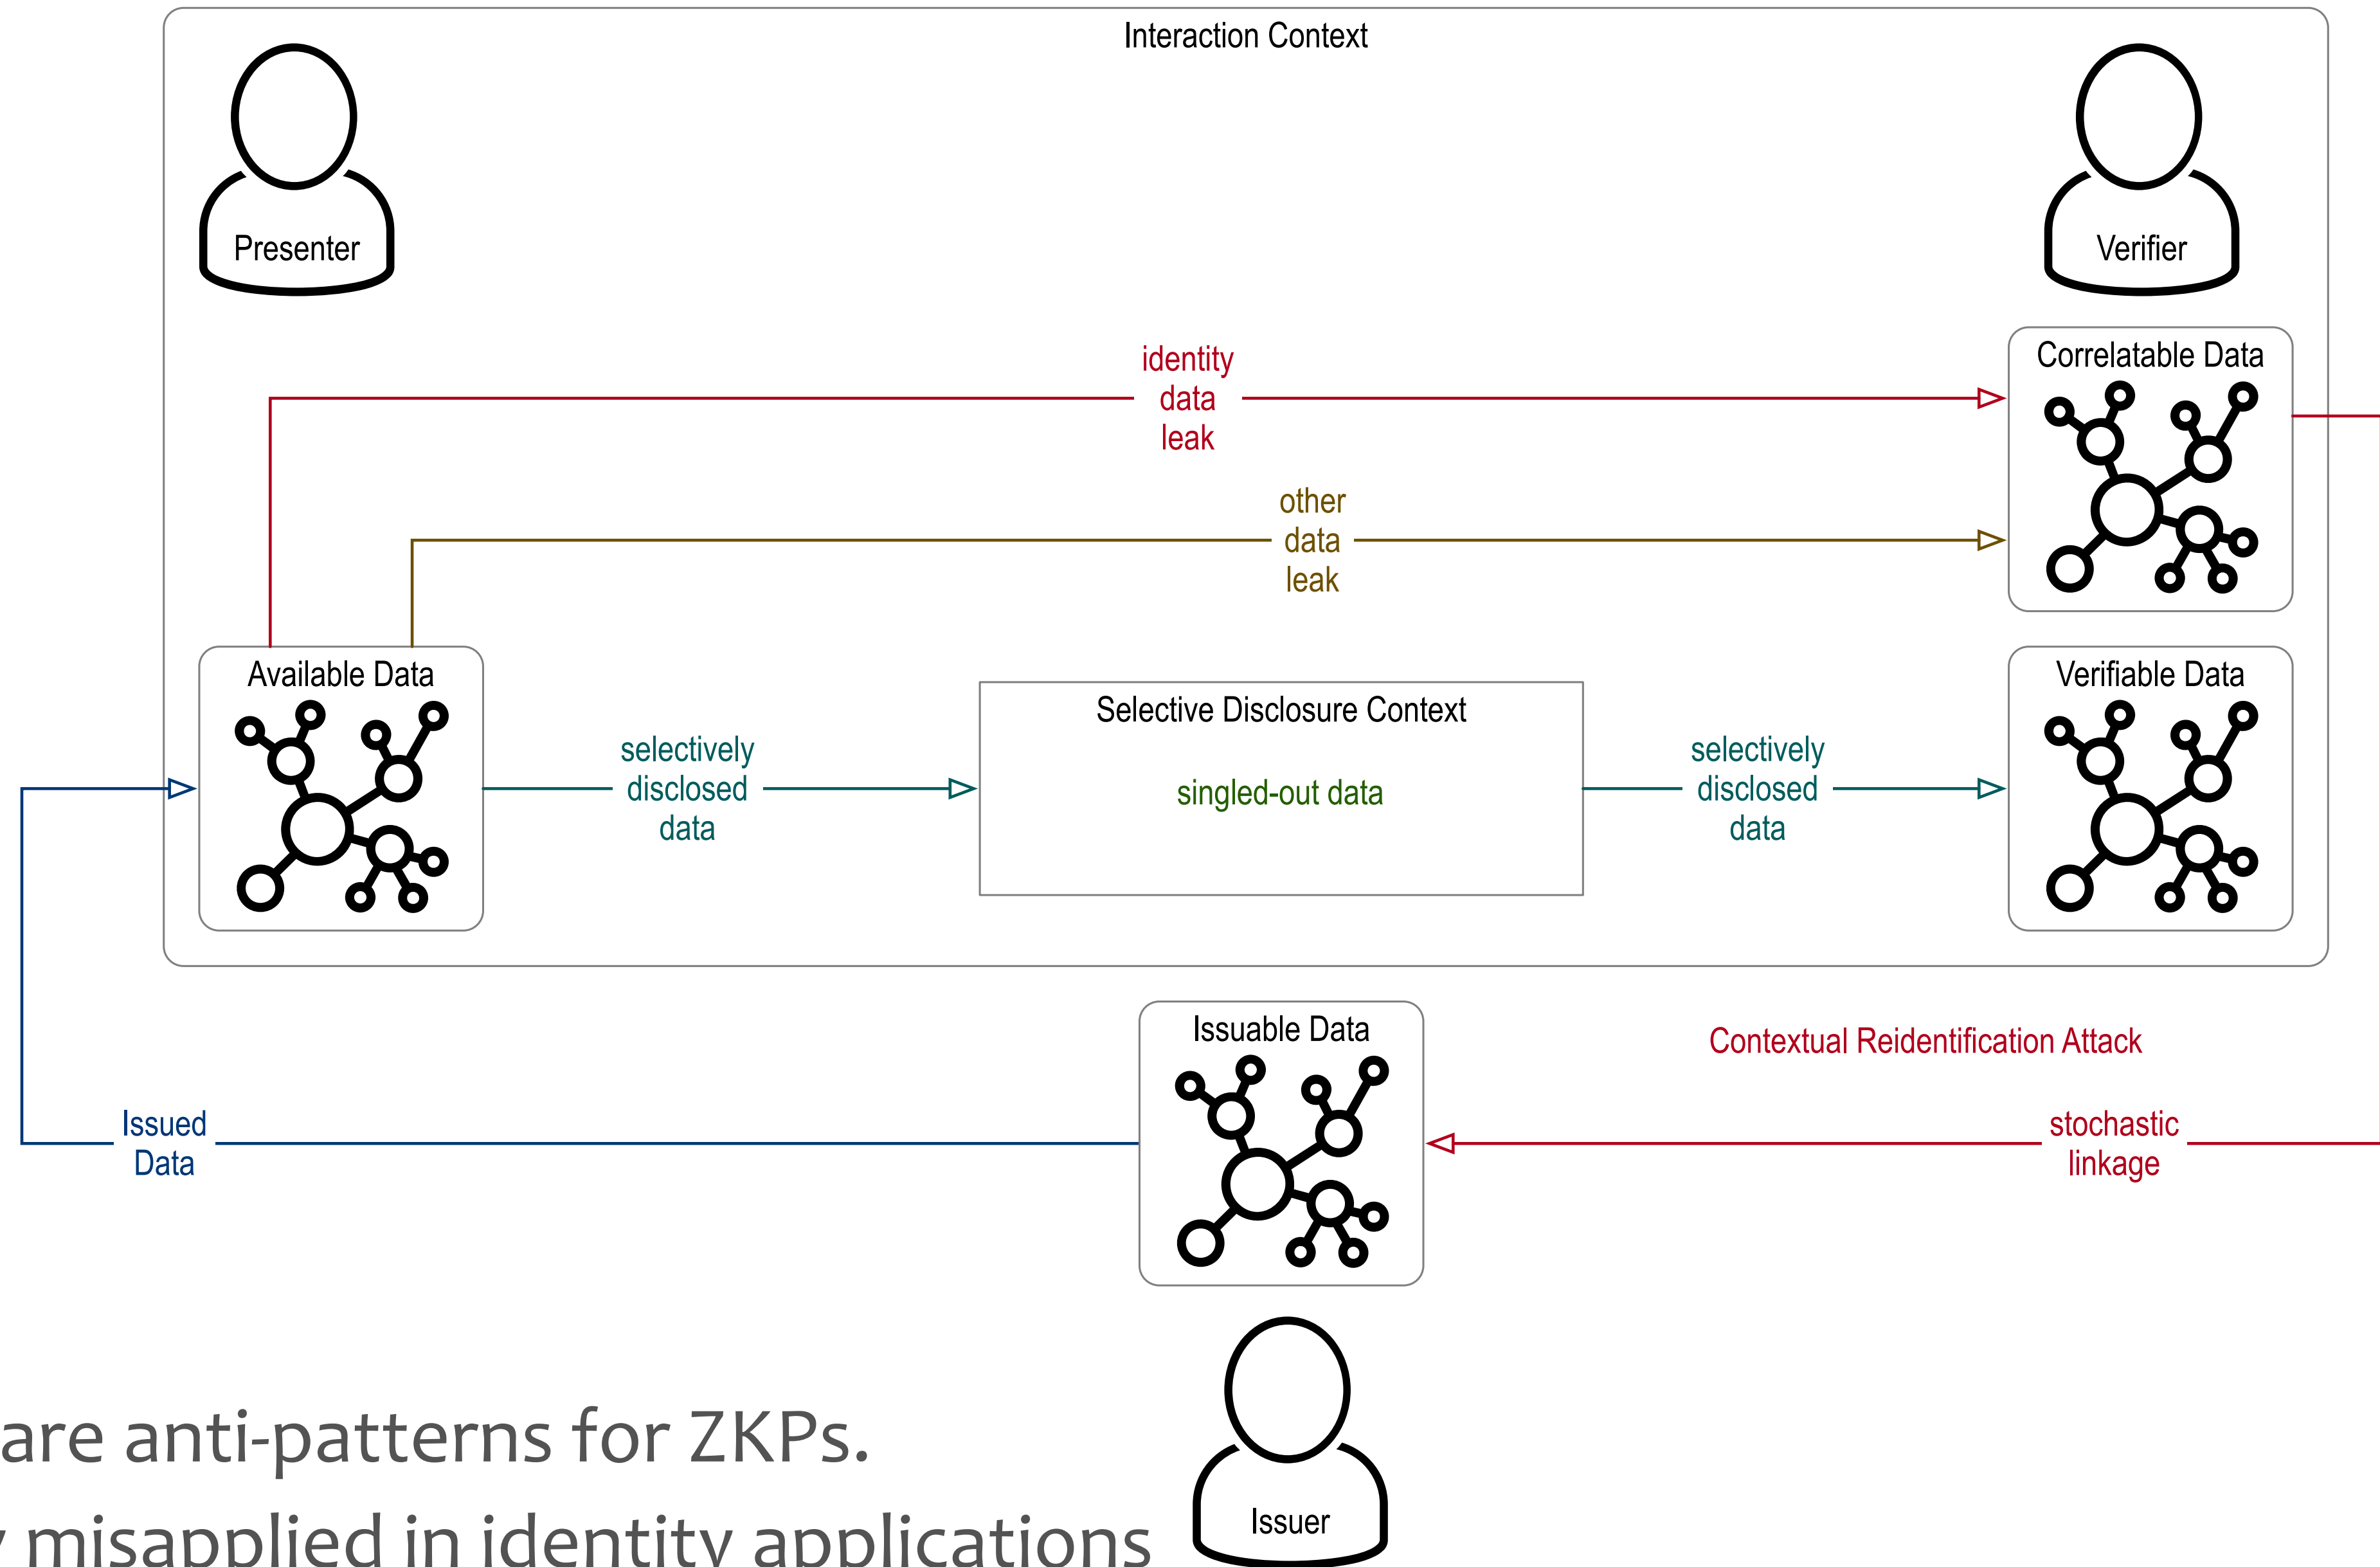 Interaction Context
Presenter
Verifier
identity
data
leak
Correlatable Data
other
data
leak
Available Data
Selective Disclosure Context
Verifiable Data
selectively
disclosed
data
singled-out data
selectively
disclosed
data
Issuable Data
Contextual Reidentification Attack
Issued
Data
stochastic
linkage
are anti-patterns for ZKPs.
misapplied in identity applications
Issuer